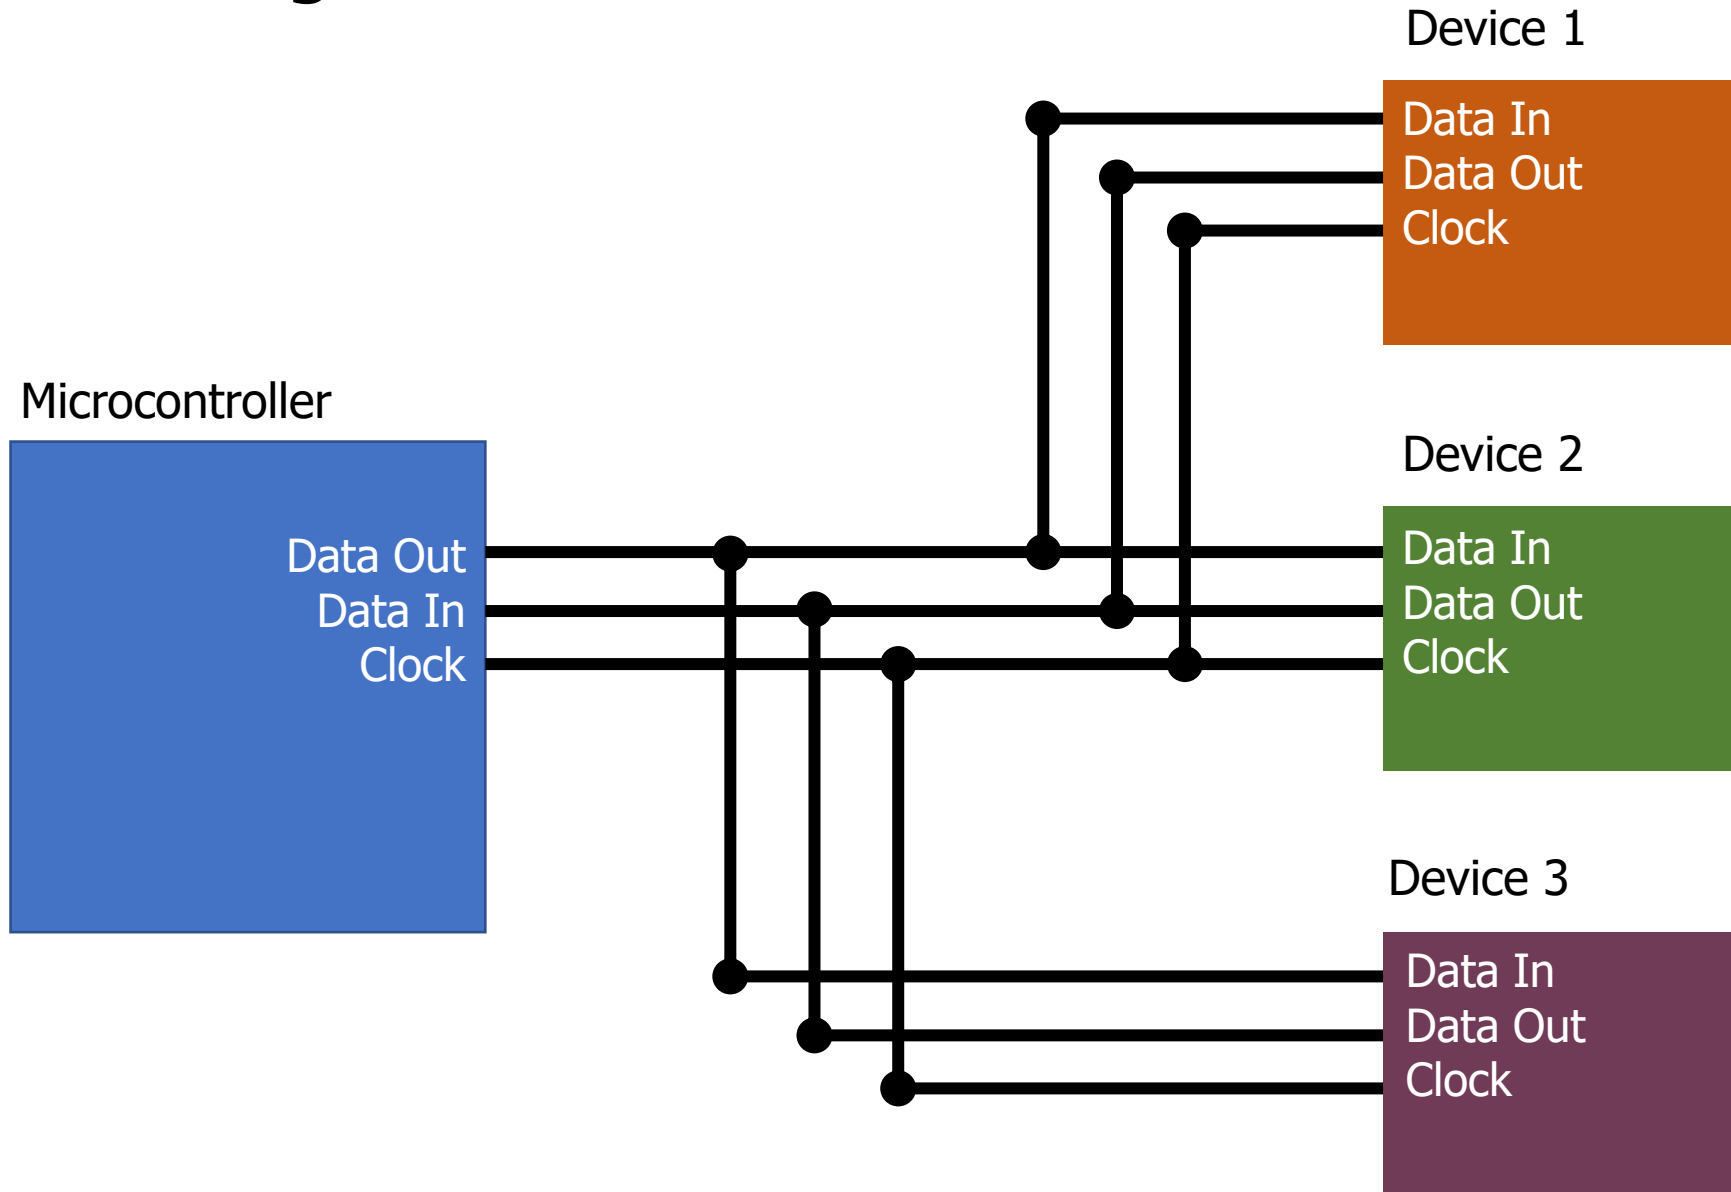 Device 1
Data In
Data Out
Clock
Microcontroller
Data Out
Data In
Clock
Device 2
Data In
Data Out
Clock
Device 3
Data In
Data Out
Clock